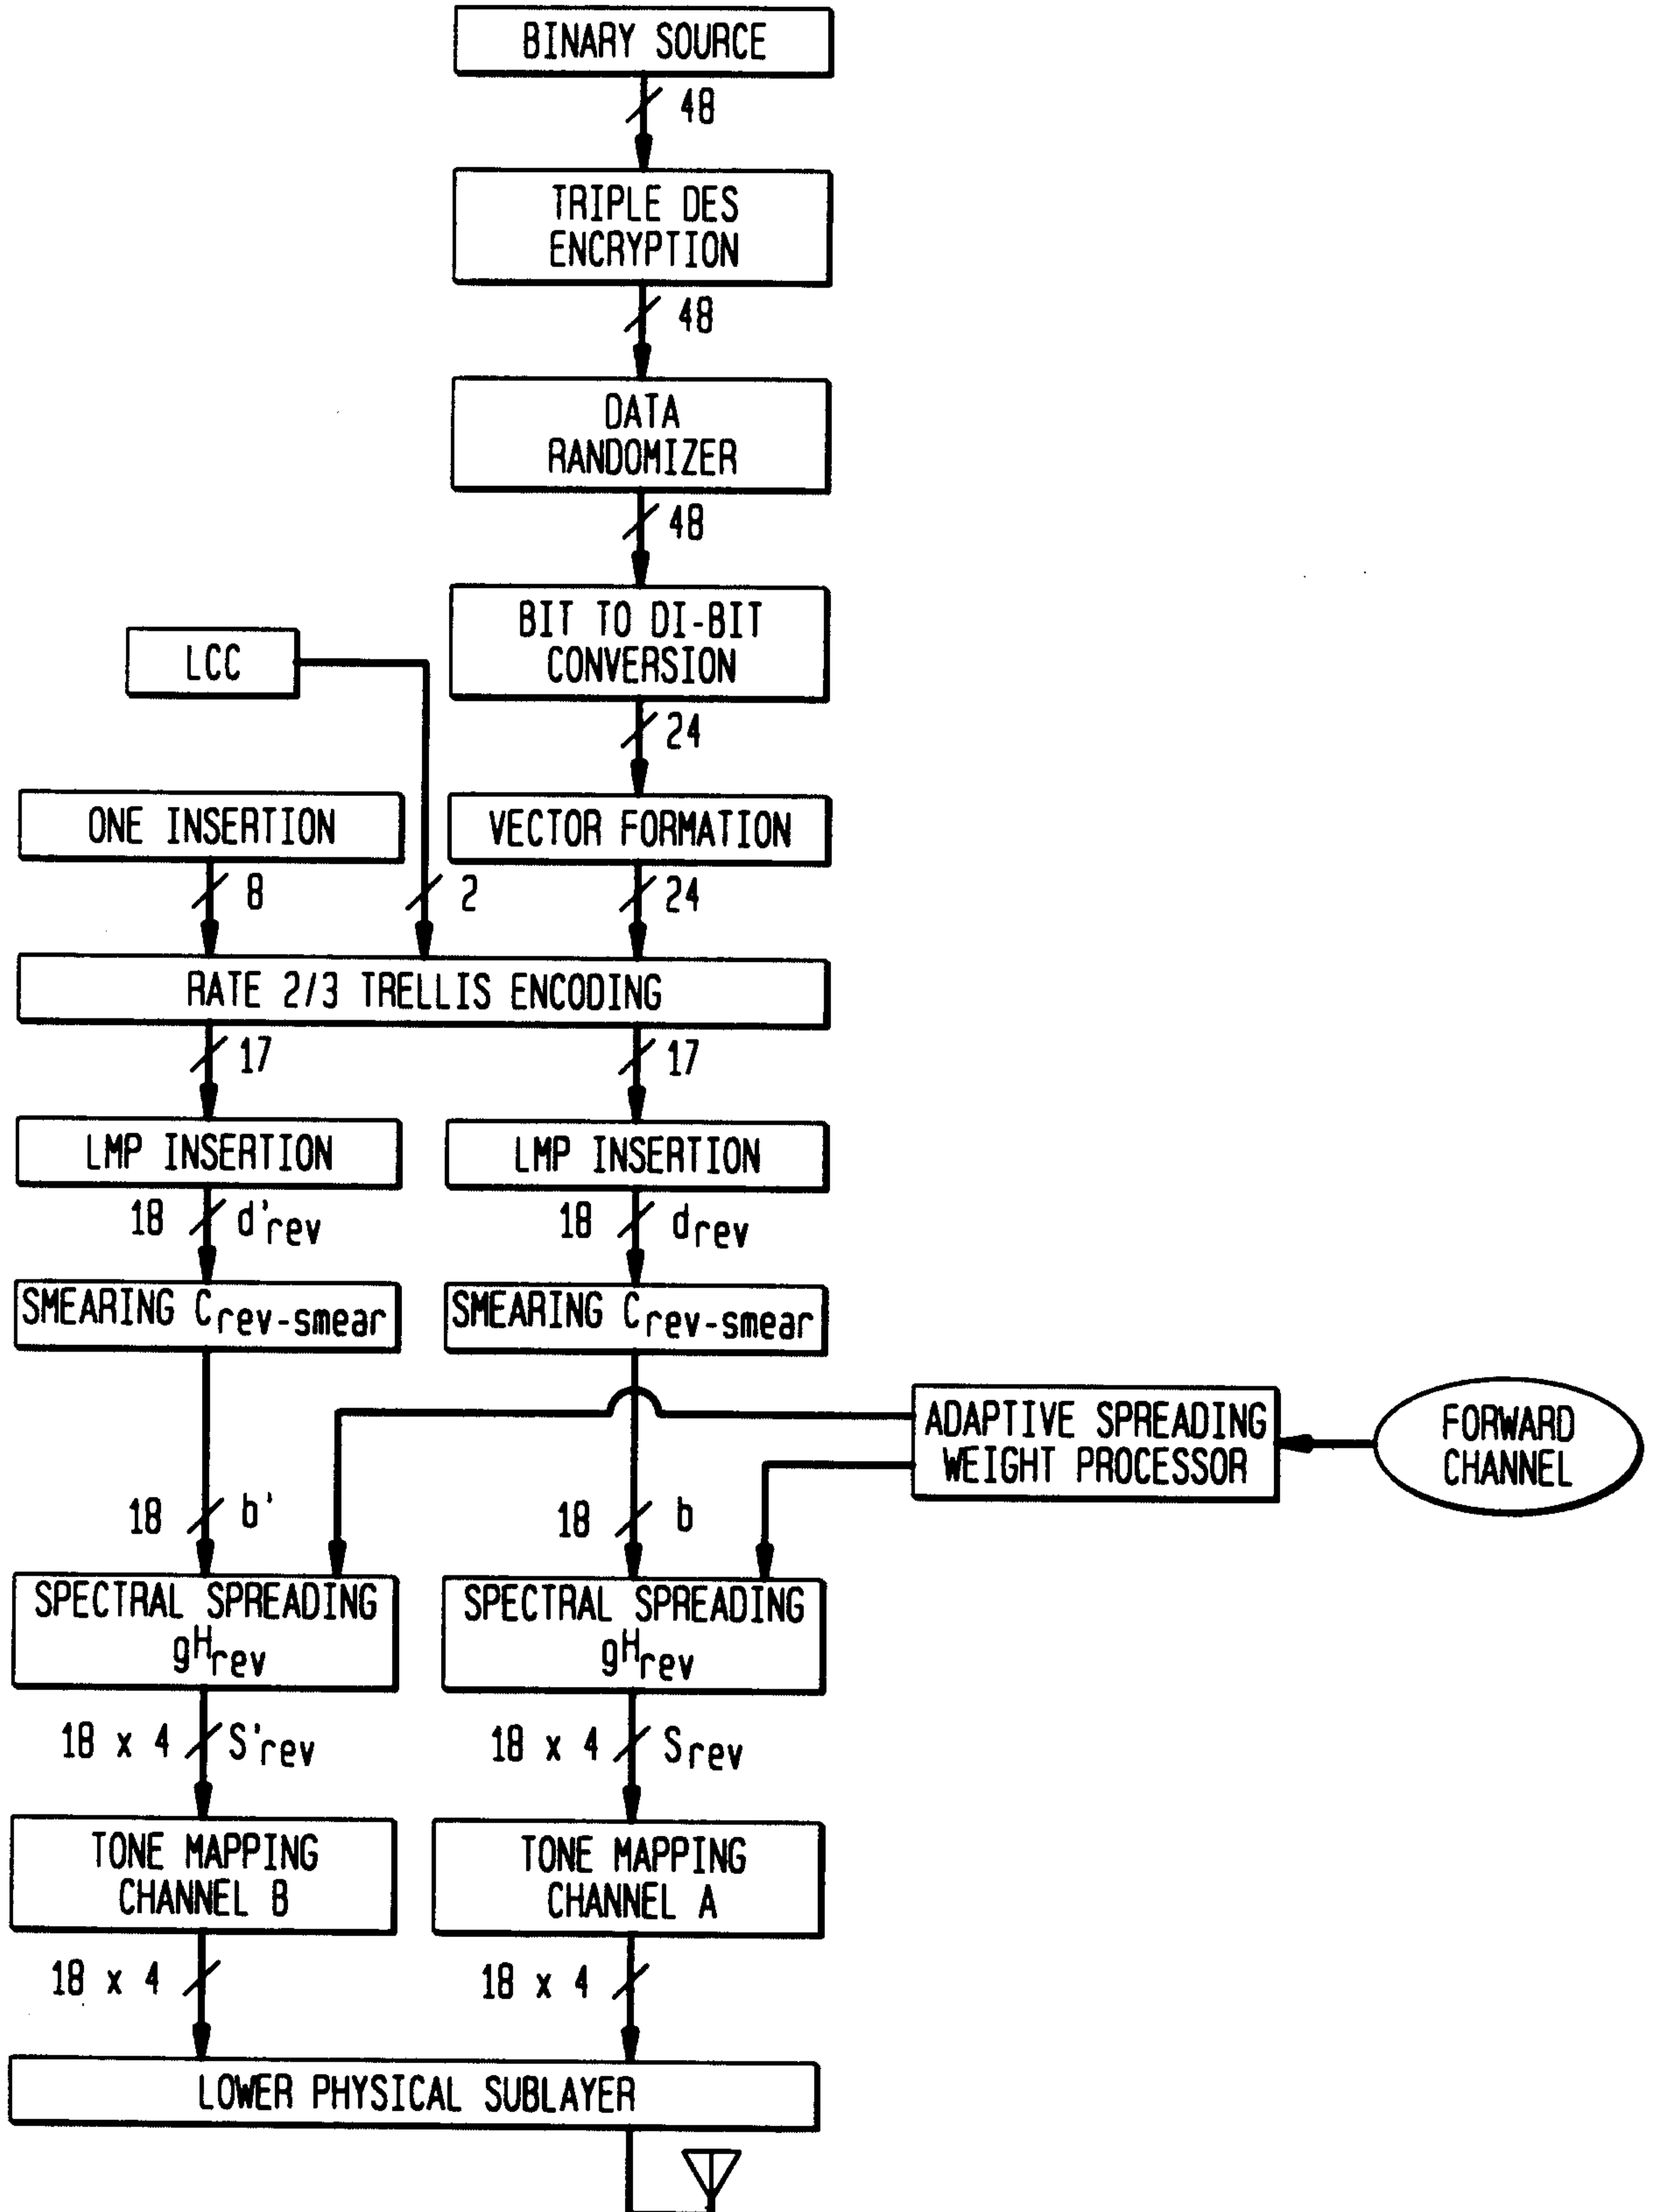 BINARY SOURCE
48
TRIPLE DES
ENCRYPTION
48
DATA
RANDOMIZER
48
BIT TO DI-BIT
CONVERSION
LCC
24
ONE INSERTION
VECTOR FORMATION
8
2
24
RATE 2/3 TRELLIS ENCODING
17
17
LMP INSERTION
LMP INSERTION
18 d'rev
18 drev
SMEARING Crev-smear
SMEARING Crev-smear
ADAPTIVE SPREADING
WEIGHT PROCESSOR
FORWARD
CHANNEL
18 b'
18 b
SPECTRAL SPREADING
gHrev
SPECTRAL SPREADING
gHrev
18 x 4 S'rev
18 x 4 Srev
TONE MAPPING
CHANNEL B
TONE MAPPING
CHANNEL A
18 x 4
18 x 4
LOWER PHYSICAL SUBLAYER